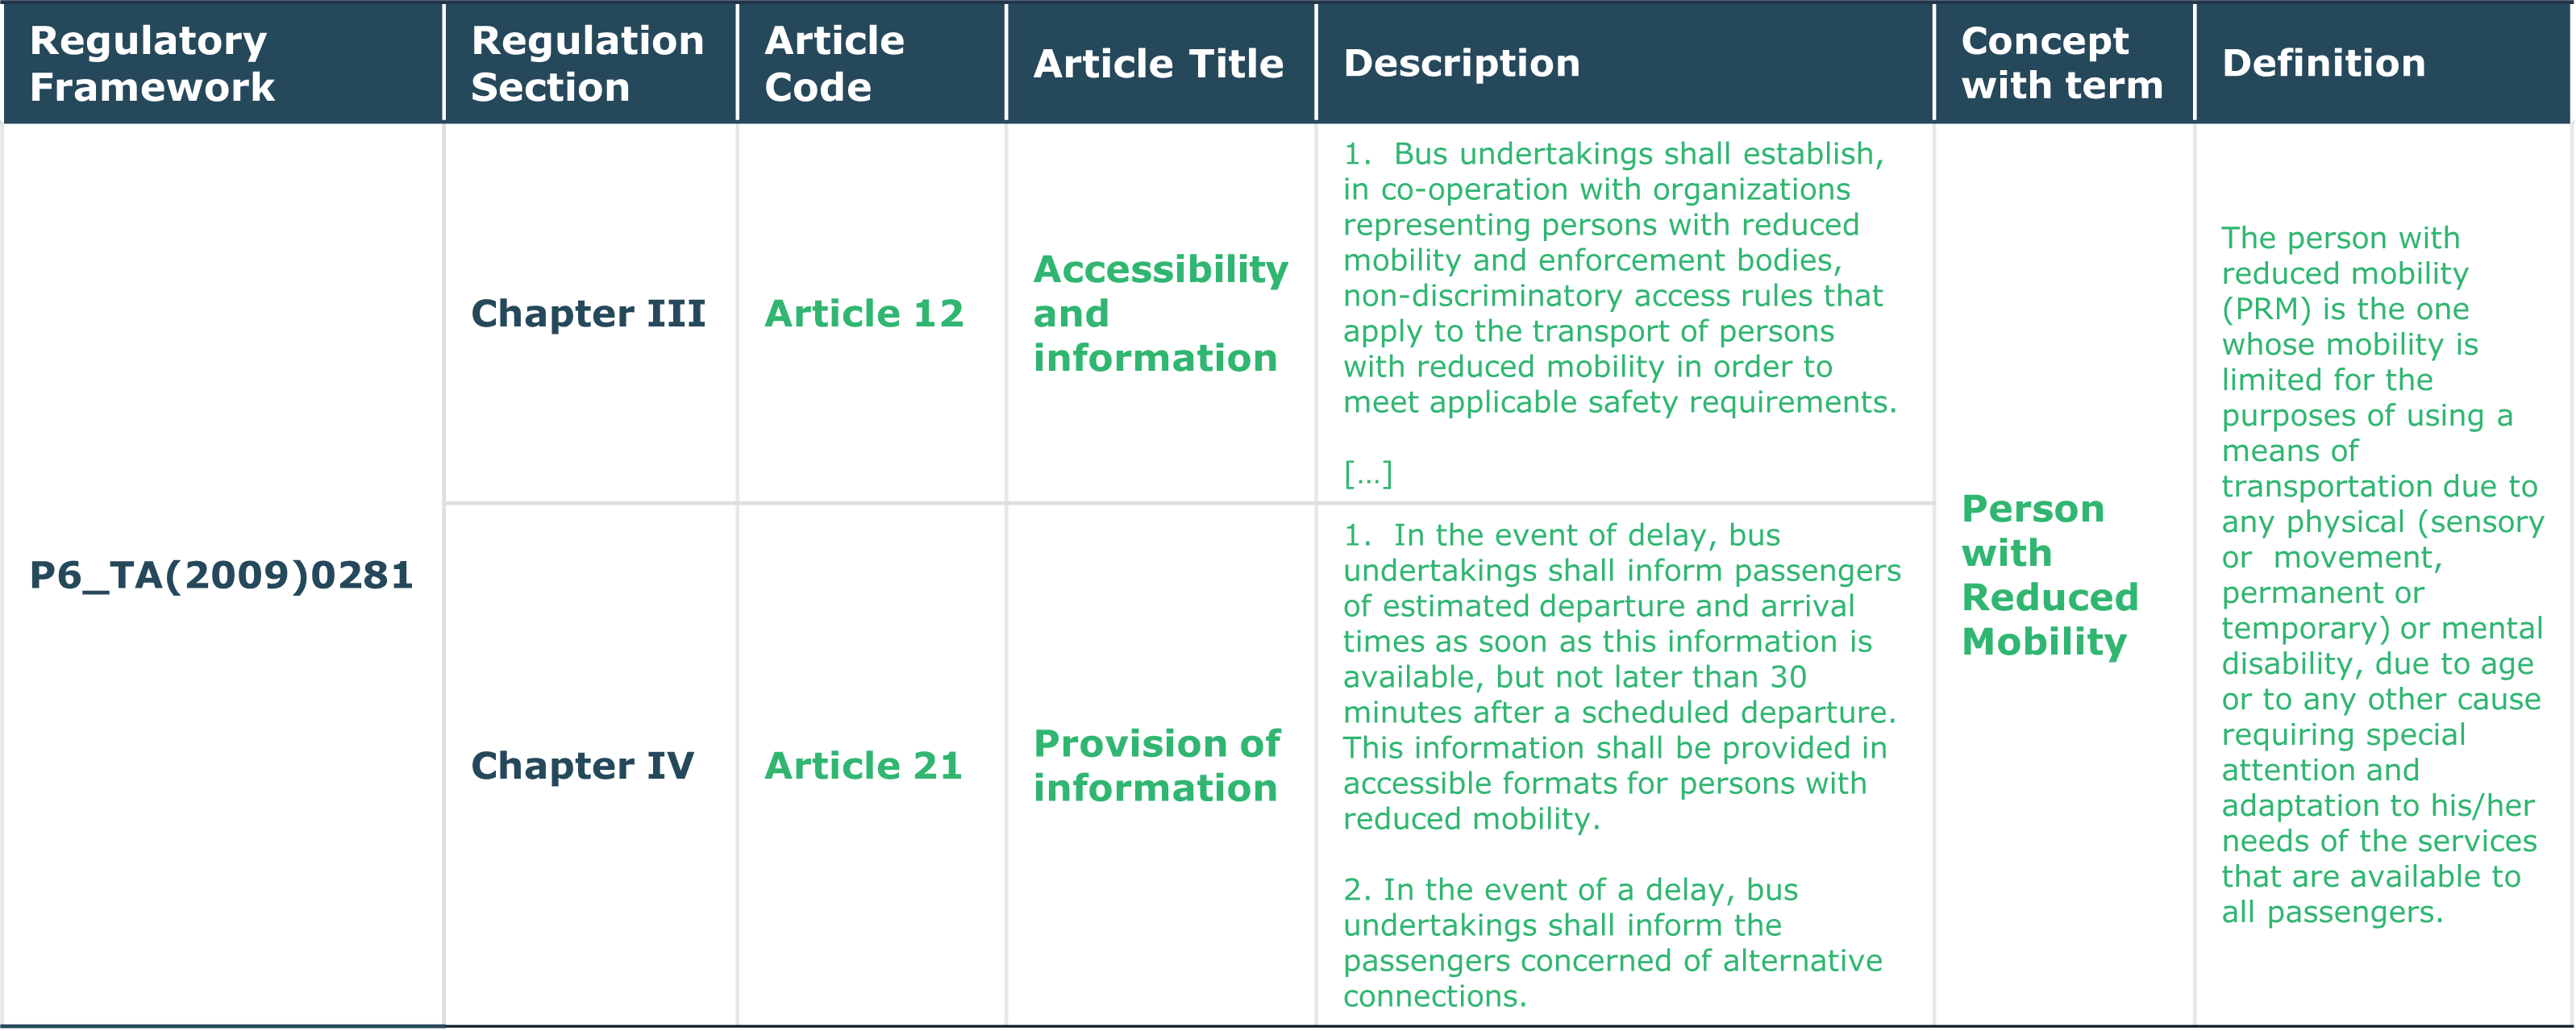 Regulatory
Framework
Regulation
Section
Article
Code
Article Title
Description
Concept
with term
Definition
P6_TA(2009)0281
Chapter III
Article 12
Accessibility
and
information
1.  Bus undertakings shall establish,
in co-operation with organizations
representing persons with reduced
mobility and enforcement bodies,
non-discriminatory access rules that
apply to the transport of persons
with reduced mobility in order to
meet applicable safety requirements.
[…]
Chapter IV
Article 21
Provision of
information
1.  In the event of delay, bus
undertakings shall inform passengers
of estimated departure and arrival
times as soon as this information is
available, but not later than 30
minutes after a scheduled departure.
This information shall be provided in
accessible formats for persons with
reduced mobility.
2. In the event of a delay, bus
undertakings shall inform the
passengers concerned of alternative
connections.
Person
with
Reduced
Mobility
The person with
reduced mobility
(PRM) is the one
whose mobility is
limited for the
purposes of using a
means of
transportation due to
any physical (sensory
or  movement,
permanent or
temporary) or mental
disability, due to age
or to any other cause
requiring special
attention and
adaptation to his/her
needs of the services
that are available to
all passengers.